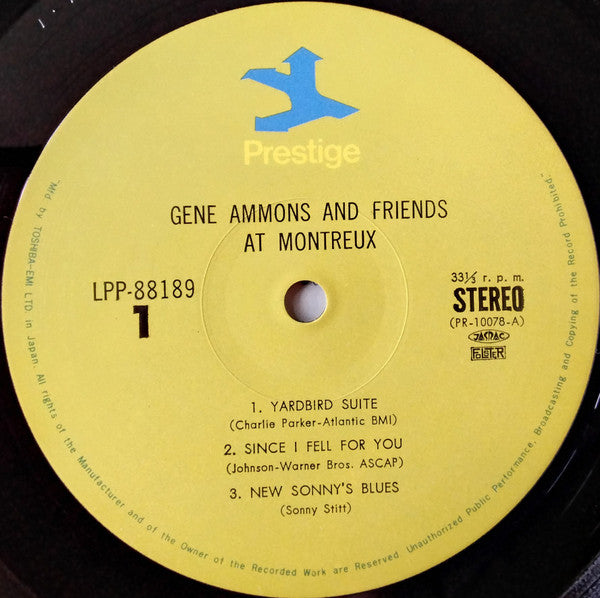 Prestige
GENE AMMONS AND FRIENDS
AT MONTREUX
LPP-88189
1
33⅓ r. p. m.
STEREO
(PR-10078-A)
JASRAC
POLSTER
1. YARDBIRD SUITE
(Charlie Parker-Atlantic BMI)
2. SINCE I FELL FOR YOU
(Johnson-Warner Bros. ASCAP)
3. NEW SONNY'S BLUES
(Sonny Stitt)
"Mfd by TOSHIBA-EMI LTD. in Japan. All rights of the Manufacturer and of the Owner of the Recorded Work are Reserved. Unauthorized Public Performance, Broadcasting and Copying of the Record Prohibited."